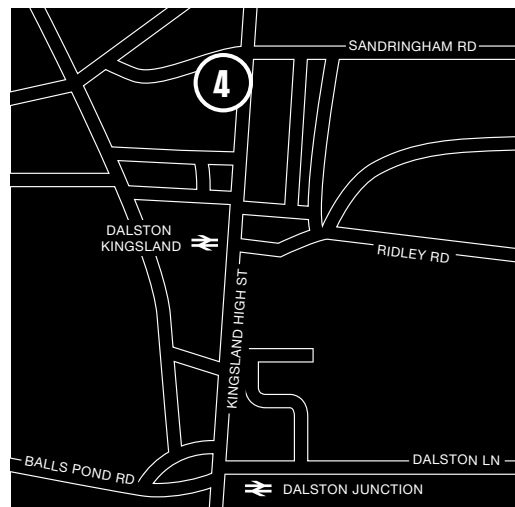 SANDRINGHAM RD
4
DALSTON
KINGSLAND
RIDLEY RD
KINGSLAND HIGH ST
BALLS POND RD
DALSTON LN
DALSTON JUNCTION